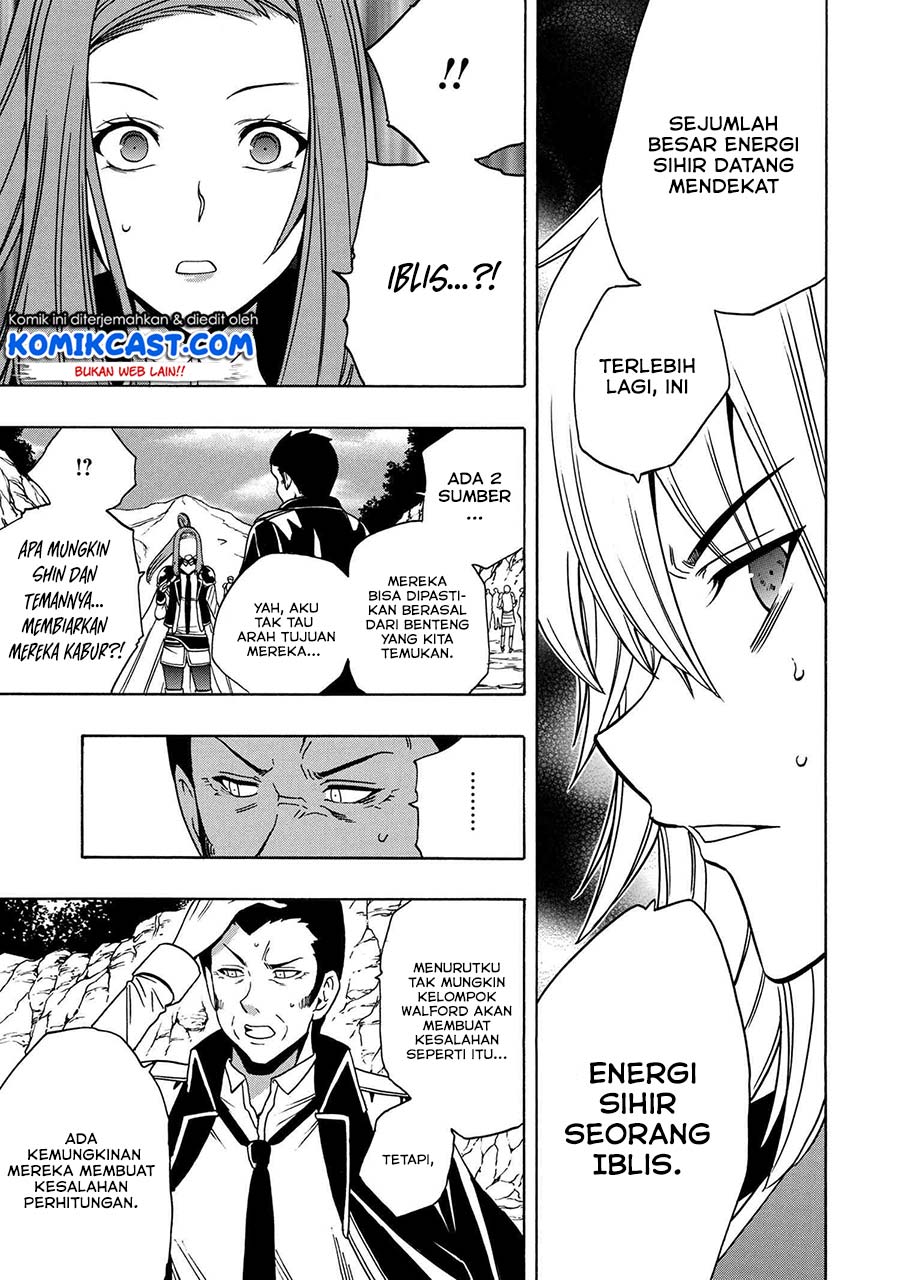 SEJUMLAH
BESAR ENERGI
SIHIR DATANG
MENDEKAT
TERLEBIH
LAGI, INI
ENERGI
SIHIR
SEORANG
IBLIS.
!!
IBLIS...?!
Komik ini diterjemahkan & diedit oleh
KOMIKCAST.COM
BUKAN WEB LAIN!!
ADA 2
SUMBER
...
MEREKA
BISA DIPASTI-
KAN BERASAL
DARI BENTENG
YANG KITA
TEMUKAN.
YAH, AKU
TAK TAU
ARAH TUJUAN
MEREKA...
!?
APA MUNGKIN
SHIN DAN
TEMANNYA...
MEMBIARKAN
MEREKA KABUR?!
.........
MENURUTKU
TAK MUNGKIN
KELOMPOK
WALFORD AKAN
MEMBUAT
KESALAHAN
SEPERTI ITU...
TETAPI,
ADA
KEMUNGKINAN
MEREKA MEMBUAT
KESALAHAN
PERHITUNGAN.